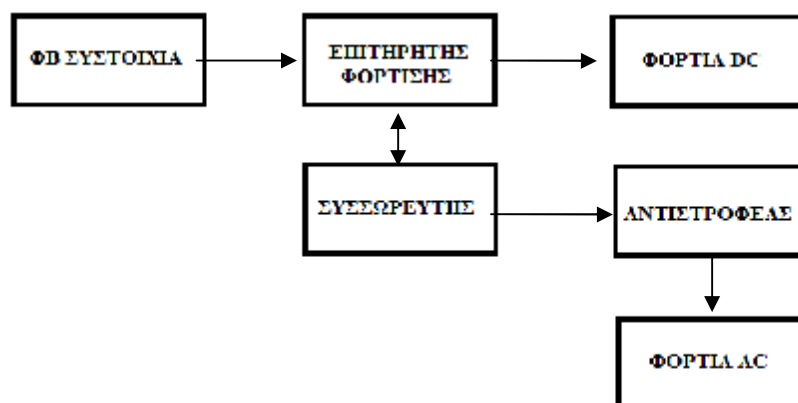 ΦΒ ΣΥΣΤΟΙΧΙΑ
ΕΠΙΤΗΡΗΤΗΣ
ΦΟΡΤΙΣΗΣ
ΦΟΡΤΙΑ DC
ΣΥΣΣΩΡΕΥΤΗΣ
ΑΝΤΙΣΤΡΟΦΕΑΣ
ΦΟΡΤΙΑ AC